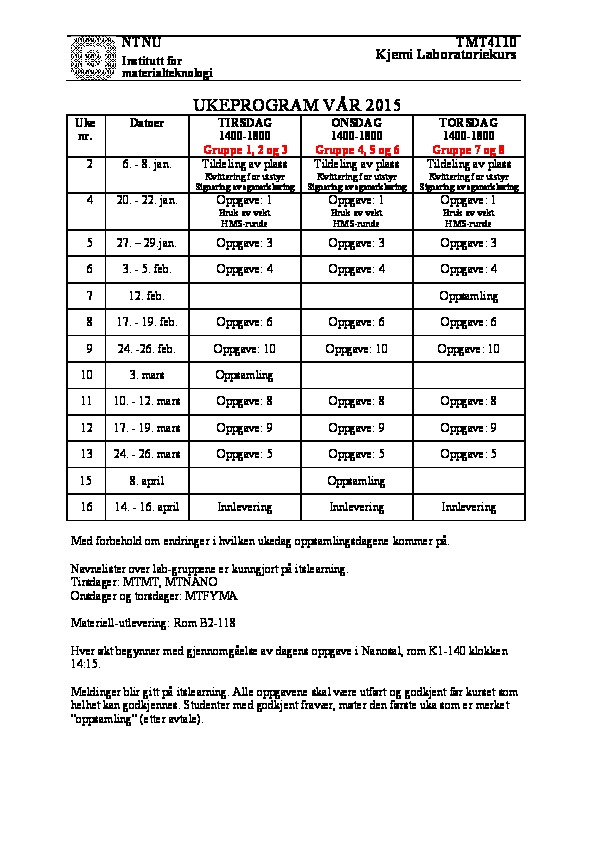 NTNU
TMT4110
Institutt for
materialteknologi
Kjemi Laboratoriekurs
UKEPROGRAM VÅR 2015
Uke nr. Datoer TIRSDAG 1400-1800 Gruppe 1, 2 og 3 ONSDAG 1400-1800 Gruppe 4, 5 og 6 TORSDAG 1400-1800 Gruppe 7 og 8
2 6. - 8. jan. Tildeling av plass Tildeling av plass Tildeling av plass
Kvittering for utstyr Kvittering for utstyr Kvittering for utstyr
Signering av egenerklæring Signering av egenerklæring Signering av egenerklæring
4 20. - 22. jan. Oppgave: 1 Oppgave: 1 Oppgave: 1
Bruk av vekt Bruk av vekt Bruk av vekt
HMS-runde HMS-runde HMS-runde
5 27. – 29 jan. Oppgave: 3 Oppgave: 3 Oppgave: 3
6 3. - 5. feb. Oppgave: 4 Oppgave: 4 Oppgave: 4
7 12. feb. Oppsamling
8 17. - 19. feb. Oppgave: 6 Oppgave: 6 Oppgave: 6
9 24. -26. feb. Oppgave: 10 Oppgave: 10 Oppgave: 10
10 3. mars Oppsamling
11 10. - 12. mars Oppgave: 8 Oppgave: 8 Oppgave: 8
12 17. - 19. mars Oppgave: 9 Oppgave: 9 Oppgave: 9
13 24. - 26. mars Oppgave: 5 Oppgave: 5 Oppgave: 5
15 8. april Oppsamling
16 14. - 16. april Innlevering Innlevering Innlevering
Med forbehold om endringer i hvilken ukedag oppsamlingsdagene kommer på.
Navnelister over lab-gruppene er kunngjort på itslearning.
Tirsdager: MTMT, MTNANO
Onsdager og torsdager: MTFYMA
Materiell-utlevering: Rom B2-118
Hver økt begynner med gjennomgåelse av dagens oppgave i Nanosal, rom K1-140 klokken
14:15.
Meldinger blir gitt på itslearning. Alle oppgavene skal være utført og godkjent før kurset som
helhet kan godkjennes. Studenter med godkjent fravær, møter den første uka som er merket
"oppsamling" (etter avtale).